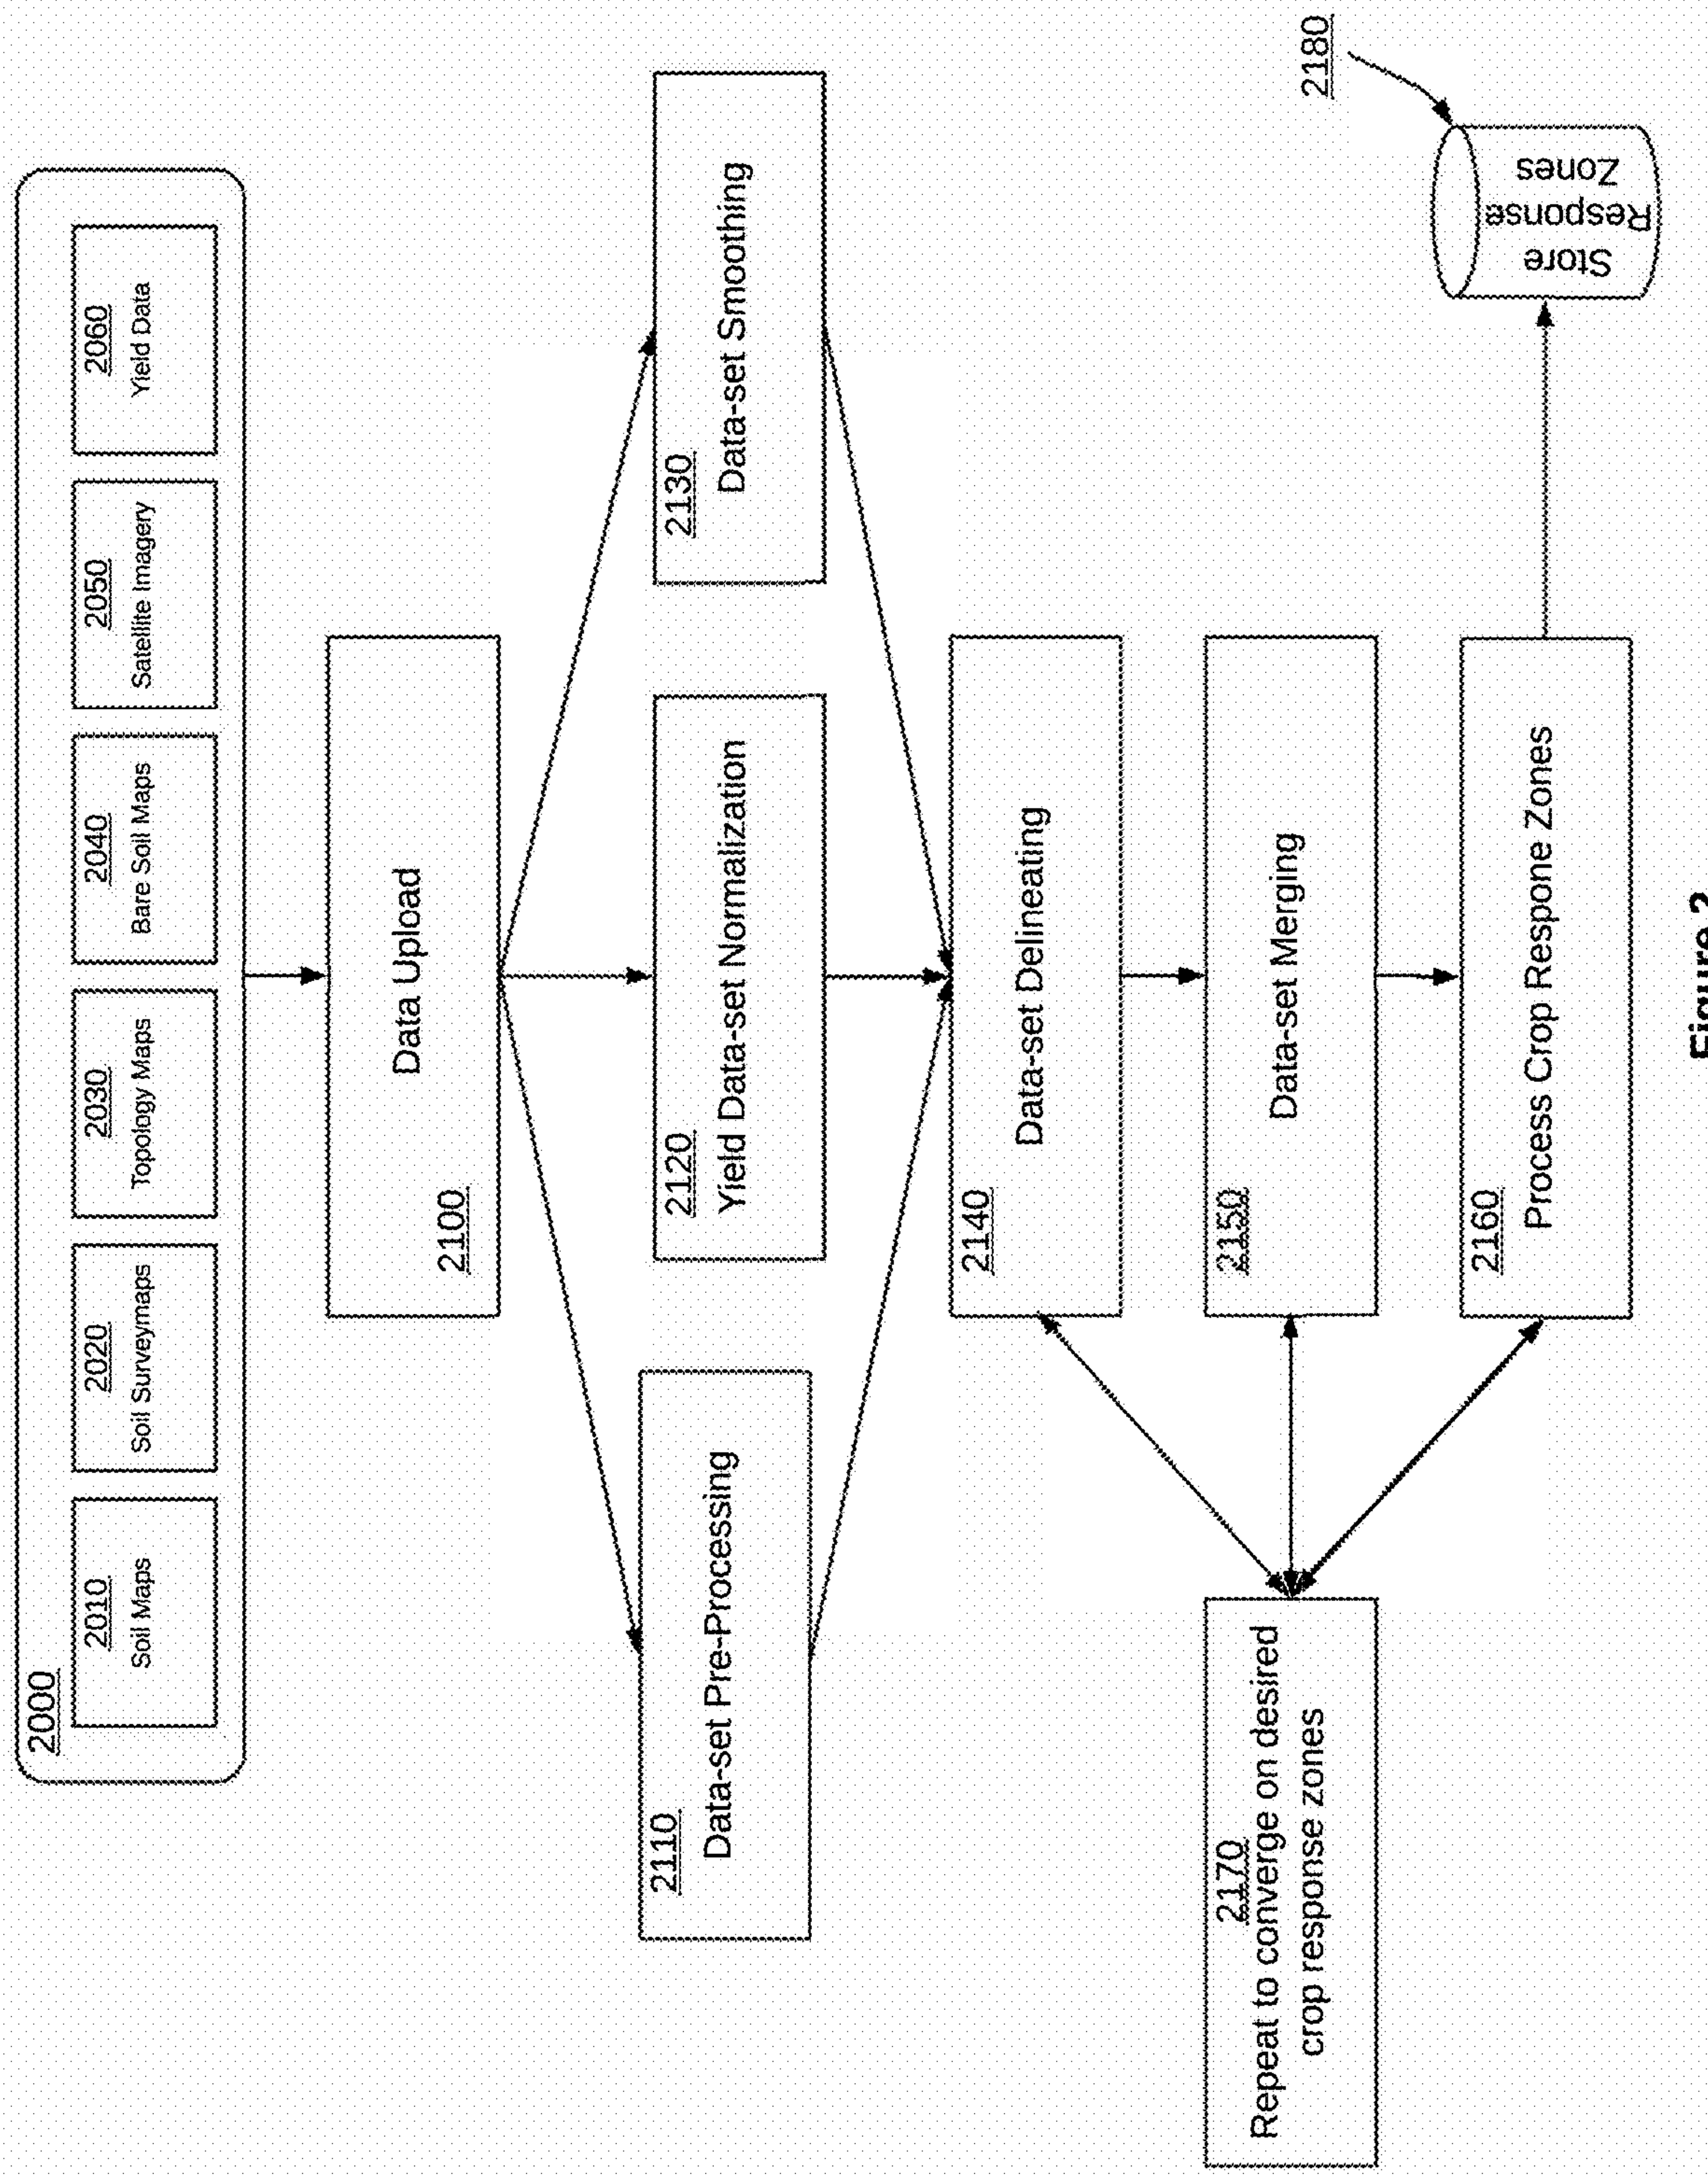 2000
2010
Soil Maps
2020
Soil Surveymaps
2030
Topology Maps
2040
Bare Soil Maps
2050
Satellite Imagery
2060
Yield Data
Data Upload
2100
2110
Data-set Pre-Processing
2120
Yield Data-set Normalization
2130
Data-set Smoothing
2140
Data-set Delineating
2150
Data-set Merging
2160
Process Crop Respone Zones
2170
Repeat to converge on desired
crop response zones
2180
Store
Response
Zones
Figure 2